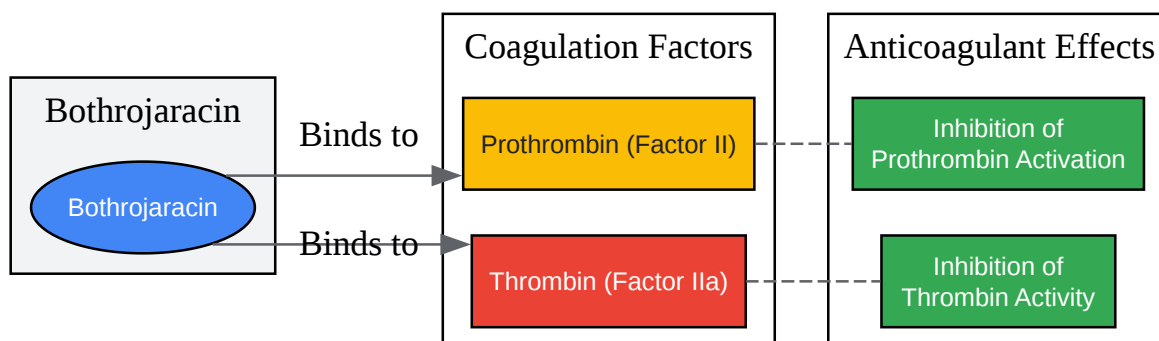 Bothrojaracin
Bothrojaracin
Binds to
Binds to
Coagulation Factors
Prothrombin (Factor II)
Thrombin (Factor IIa)
Anticoagulant Effects
Inhibition of
Prothrombin Activation
Inhibition of
Thrombin Activity